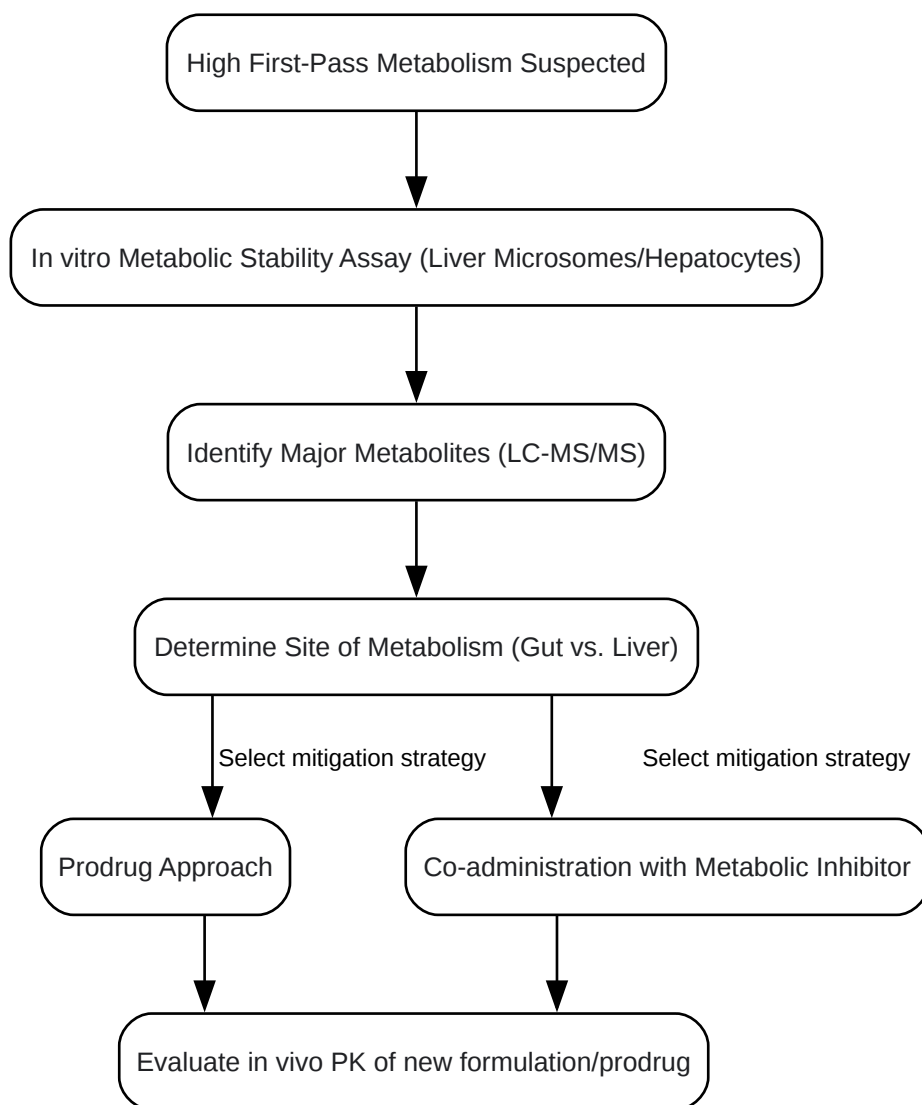 High First-Pass Metabolism Suspected
In vitro Metabolic Stability Assay (Liver Microsomes/Hepatocytes)
Identify Major Metabolites (LC-MS/MS)
Determine Site of Metabolism (Gut vs. Liver)
Select mitigation strategy
Select mitigation strategy
Prodrug Approach
Co-administration with Metabolic Inhibitor
Evaluate in vivo PK of new formulation/prodrug